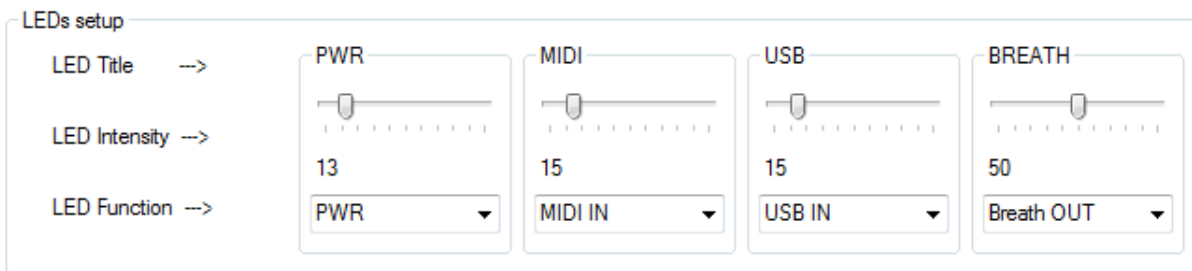 LEDs setup
LED Title --->
PWR
MIDI
USB
BREATH
LED Intensity --->
13
15
15
50
LED Function --->
PWR
MIDI IN
USB IN
Breath OUT